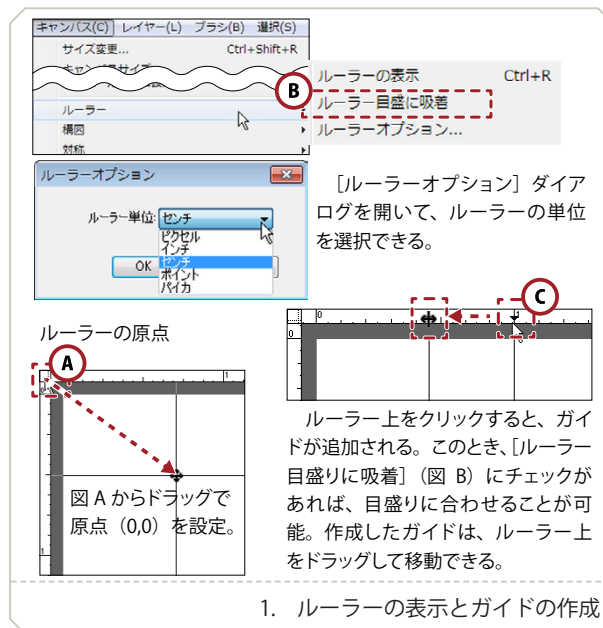 キャンバス(C) レイヤー(L) ブラシ(B) 選択(S)
サイズ変更... Ctrl+Shift+R
ルーラー
構図
対称
B
ルーラーの表示 Ctrl+R
ルーラー目盛に吸着
ルーラーオプション...
ルーラーオプション
ルーラー単位: センチ
ピクセル
インチ
センチ
ポイント
パイカ
OK
［ルーラーオプション］ダイア
ログを開いて、ルーラーの単位
を選択できる。
ルーラーの原点
A
0
1
1
図 A からドラッグで
原点（0,0）を設定。
C
0
1
0
ルーラー上をクリックすると、ガイ
ドが追加される。このとき、［ルーラー
目盛りに吸着］（図 B）にチェックが
あれば、目盛りに合わせることが可
能。作成したガイドは、ルーラー上
をドラッグして移動できる。
1. ルーラーの表示とガイドの作成